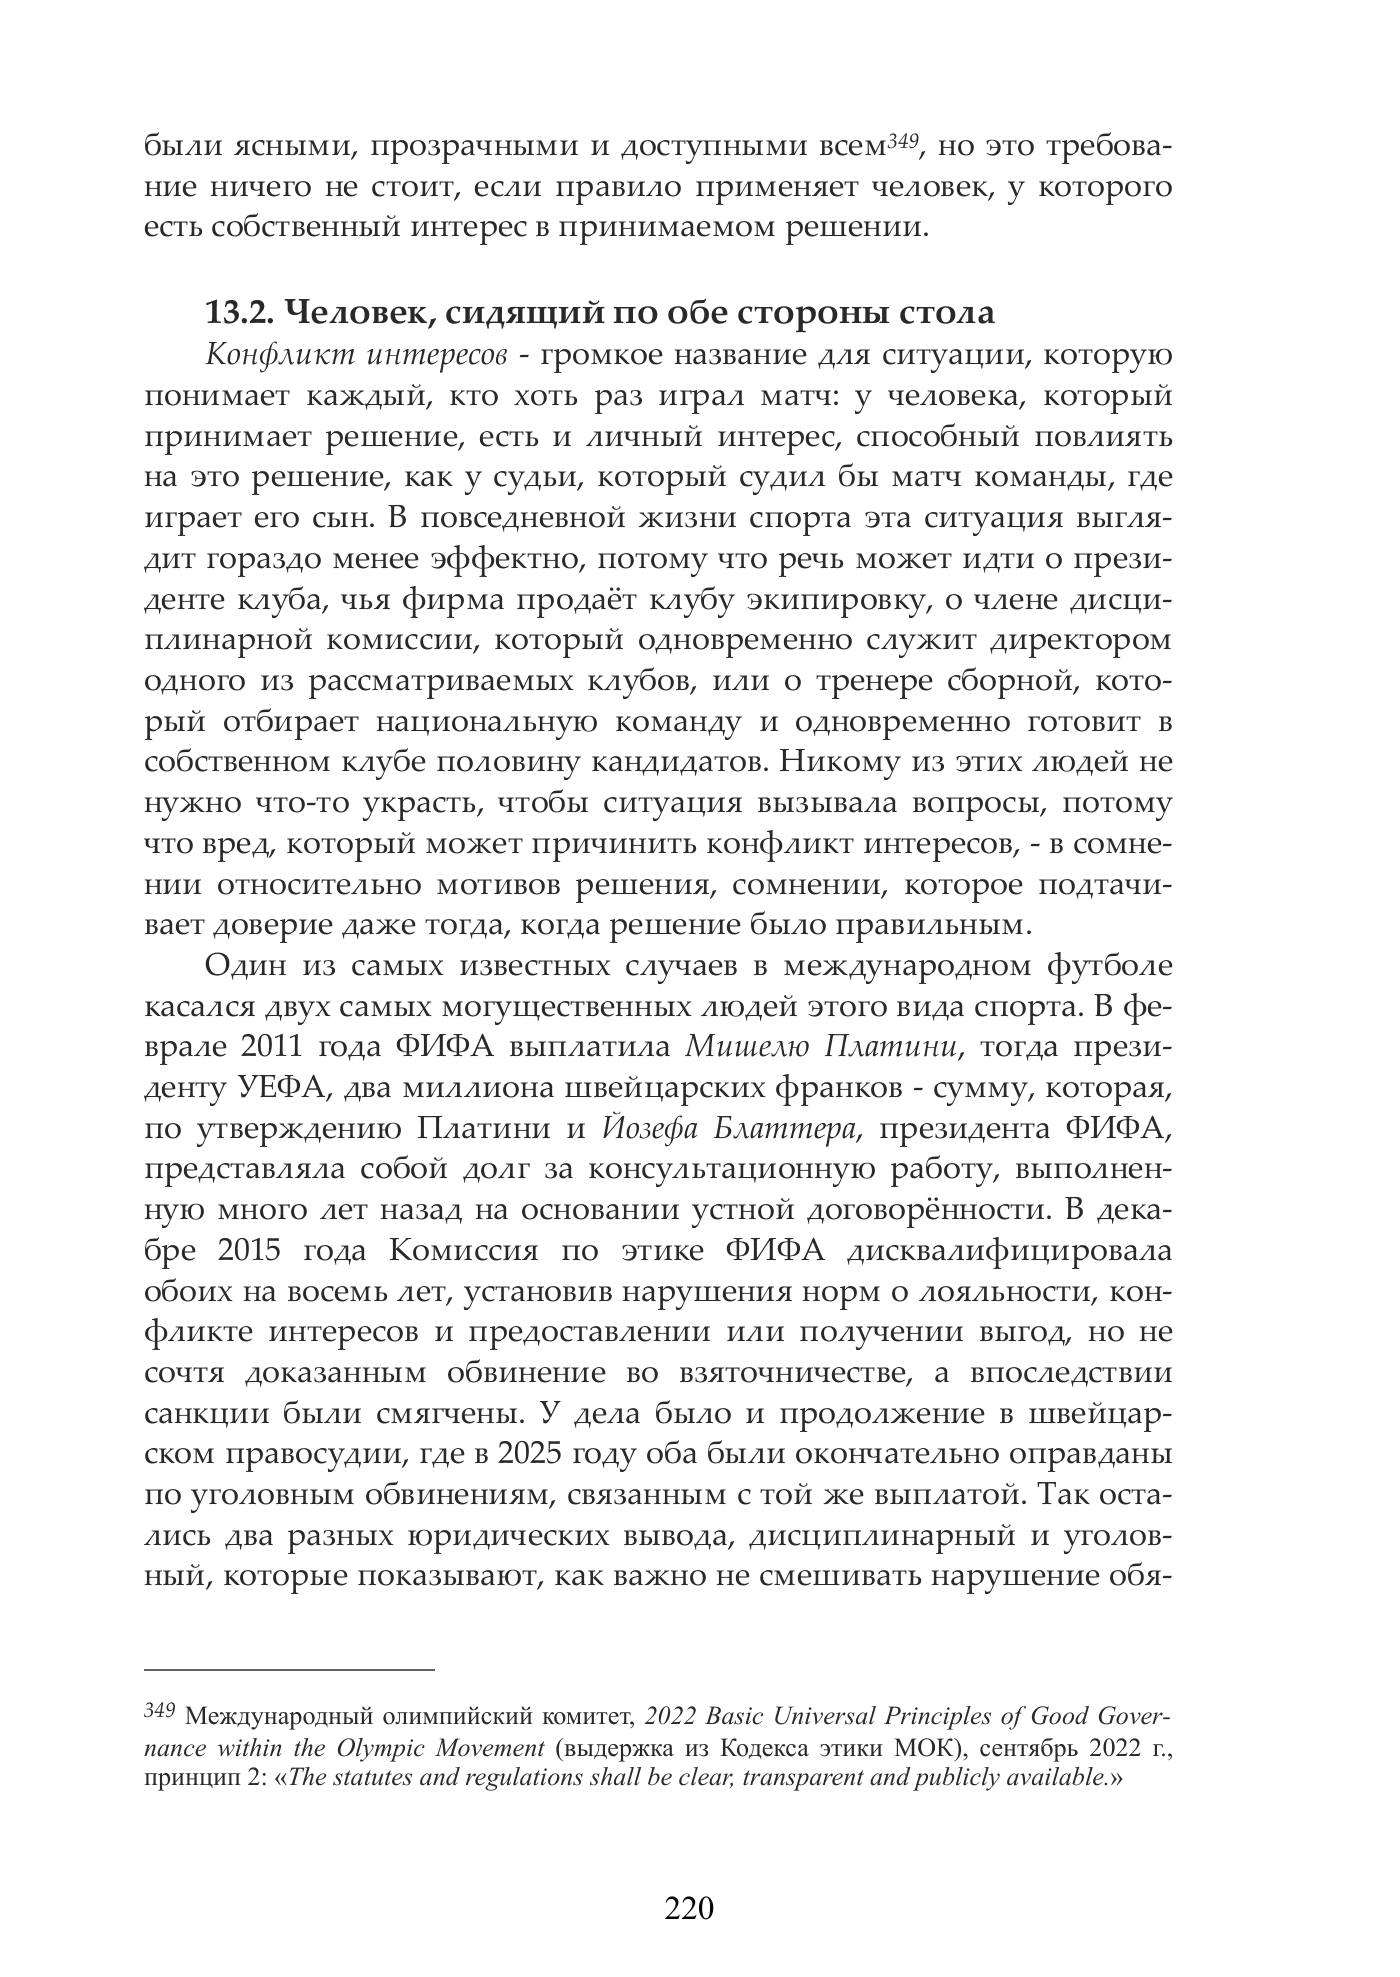 были ясными, прозрачными и доступными всем349, но это требова-
ние ничего не стоит, если правило применяет человек, у которого
есть собственный интерес в принимаемом решении.
13.2. Человек, сидящий по обе стороны стола
Конфликт интересов - громкое название для ситуации, которую
понимает каждый, кто хоть раз играл матч: у человека, который
принимает решение, есть и личный интерес, способный повлиять
на это решение, как у судьи, который судил бы матч команды, где
играет его сын. В повседневной жизни спорта эта ситуация выгля-
дит гораздо менее эффектно, потому что речь может идти о прези-
денте клуба, чья фирма продаёт клубу экипировку, о члене дисци-
плинарной комиссии, который одновременно служит директором
одного из рассматриваемых клубов, или о тренере сборной, кото-
рый отбирает национальную команду и одновременно готовит в
собственном клубе половину кандидатов. Никому из этих людей не
нужно что-то украсть, чтобы ситуация вызывала вопросы, потому
что вред, который может причинить конфликт интересов, - в сомне-
нии относительно мотивов решения, сомнении, которое подтачи-
вает доверие даже тогда, когда решение было правильным.
Один из самых известных случаев в международном футболе
касался двух самых могущественных людей этого вида спорта. В фе-
врале 2011 года ФИФА выплатила Мишелю Платини, тогда прези-
денту УЕФА, два миллиона швейцарских франков - сумму, которая,
по утверждению Платини и Йозефа Блаттера, президента ФИФА,
представляла собой долг за консультационную работу, выполнен-
ную много лет назад на основании устной договорённости. В дека-
бре 2015 года Комиссия по этике ФИФА дисквалифицировала
обоих на восемь лет, установив нарушения норм о лояльности, кон-
фликте интересов и предоставлении или получении выгод, но не
сочтя доказанным обвинение во взяточничестве, а впоследствии
санкции были смягчены. У дела было и продолжение в швейцар-
ском правосудии, где в 2025 году оба были окончательно оправданы
по уголовным обвинениям, связанным с той же выплатой. Так оста-
лись два разных юридических вывода, дисциплинарный и уголов-
ный, которые показывают, как важно не смешивать нарушение обя-
349 Международный олимпийский комитет, 2022 Basic Universal Principles of Good Gover-
nance within the Olympic Movement (выдержка из Кодекса этики МОК), сентябрь 2022 г.,
принцип 2: «The statutes and regulations shall be clear, transparent and publicly available.»
220